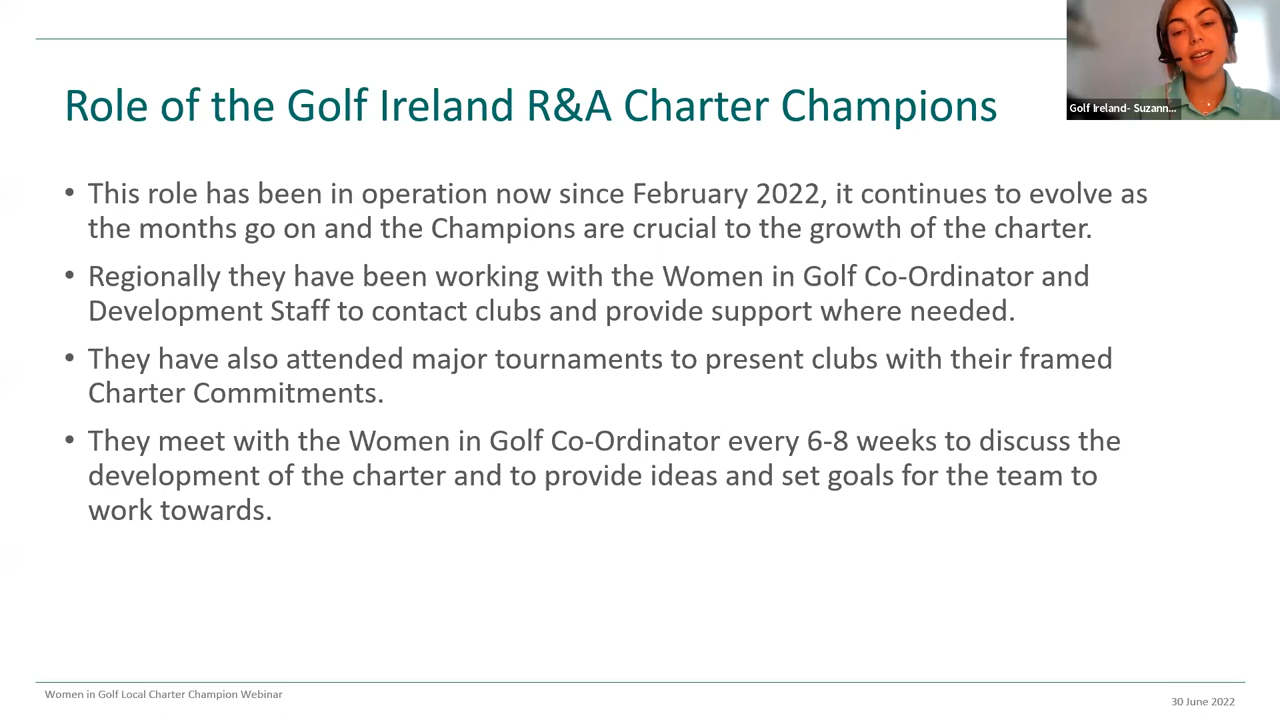 Role of the Golf Ireland R&A Charter Champions
Golf Ireland- Suzann...
• This role has been in operation now since February 2022, it continues to evolve as
the months go on and the Champions are crucial to the growth of the charter.
• Regionally they have been working with the Women in Golf Co-Ordinator and
Development Staff to contact clubs and provide support where needed.
• They have also attended major tournaments to present clubs with their framed
Charter Commitments.
• They meet with the Women in Golf Co-Ordinator every 6-8 weeks to discuss the
development of the charter and to provide ideas and set goals for the team to
work towards.
Women in Golf Local Charter Champion Webinar
30 June 2022